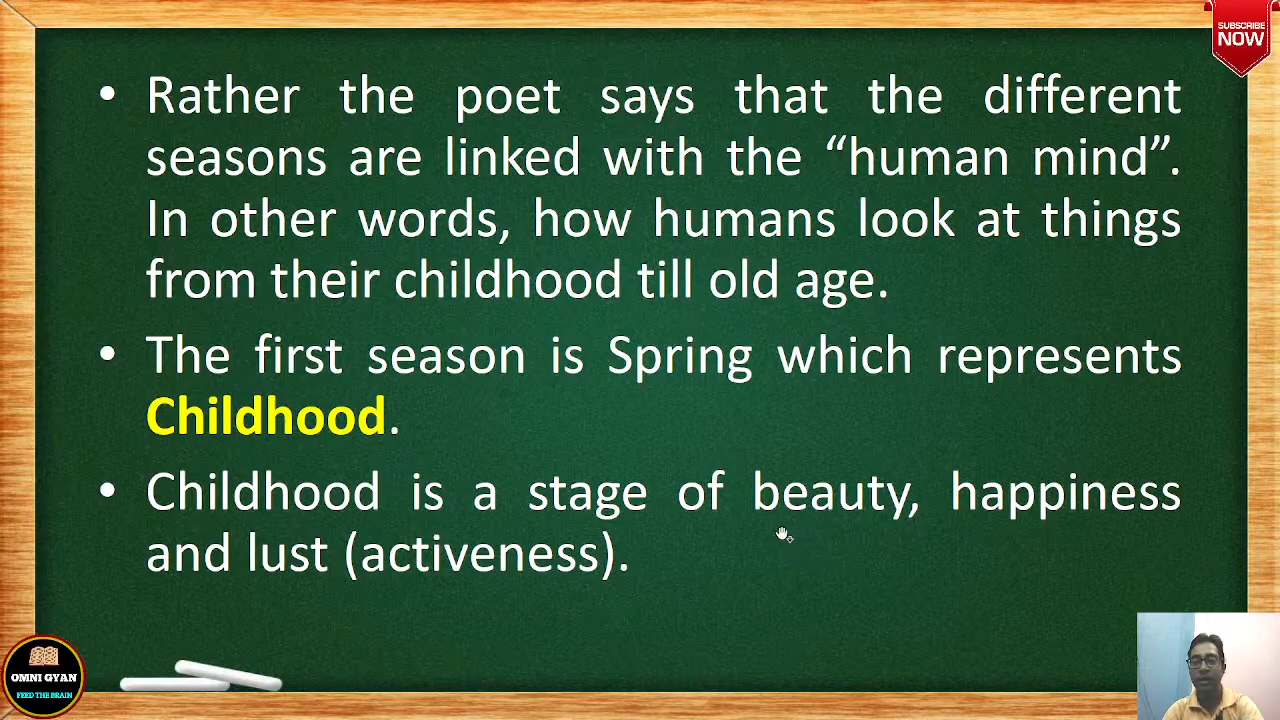 SUBSCRIBE
NOW
• Rather the poet says that the different
seasons are linked with the “human mind”.
In other words, how humans look at things
from their childhood till old age.
• The first season is Spring which represents
Childhood.
• Childhood is a stage of beauty, happiness
and lust (activeness).
OMNI GYAN
FEED THE BRAIN